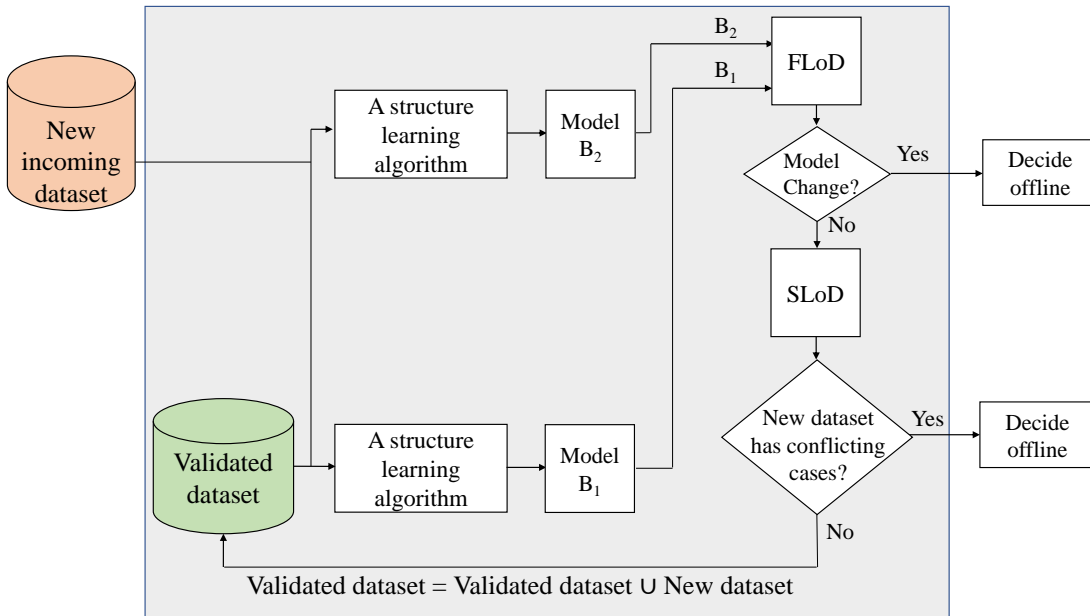 New
incoming
dataset
A structure
learning
algorithm
Model
B₂
B₂
B₁
FLoD
Model
Change?
Yes
Decide
offline
No
SLoD
New dataset
has conflicting
cases?
Yes
Decide
offline
No
Validated
dataset
A structure
learning
algorithm
Model
B₁
Validated dataset = Validated dataset ∪ New dataset